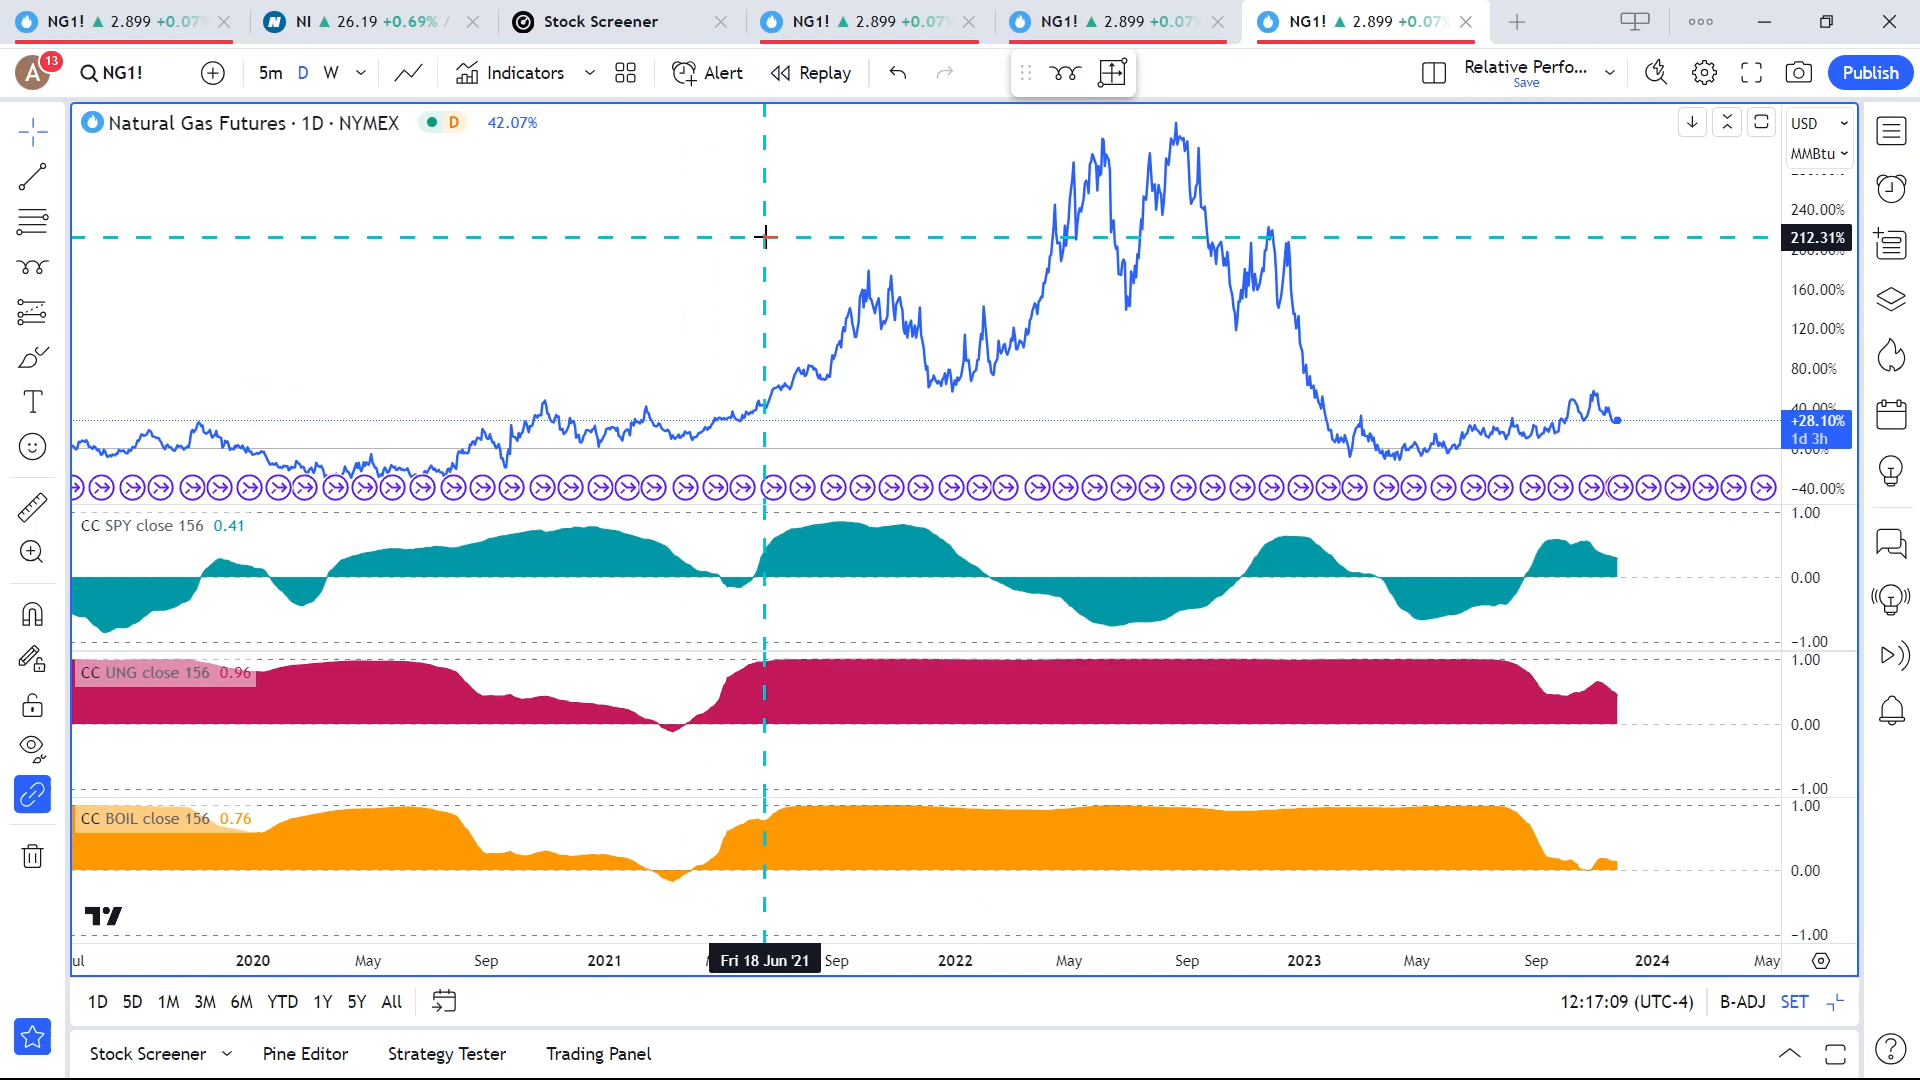 NG1! ▲ 2.899 +0.07
NI ▲ 26.19 +0.69% /
Stock Screener
NG1! ▲ 2.899 +0.07
NG1! ▲ 2.899 +0.07
NG1! ▲ 2.899 +0.07
A 13
NG1!
5m D W
Indicators
Alert
Replay
Relative Perfo...
Save
Publish
Natural Gas Futures · 1D · NYMEX D 42.07%
USD
MMBtu
240.00%
212.31%
160.00%
120.00%
80.00%
+28.10%
1d 3h
−40.00%
CC SPY close 156 0.41
1.00
0.00
−1.00
CC UNG close 156 0.96
1.00
0.00
−1.00
CC BOIL close 156 0.76
1.00
0.00
−1.00
ul 2020 May Sep 2021 Fri 18 Jun '21 Sep 2022 May Sep 2023 May Sep 2024 May
1D 5D 1M 3M 6M YTD 1Y 5Y All
12:17:09 (UTC-4) B-ADJ SET
Stock Screener Pine Editor Strategy Tester Trading Panel